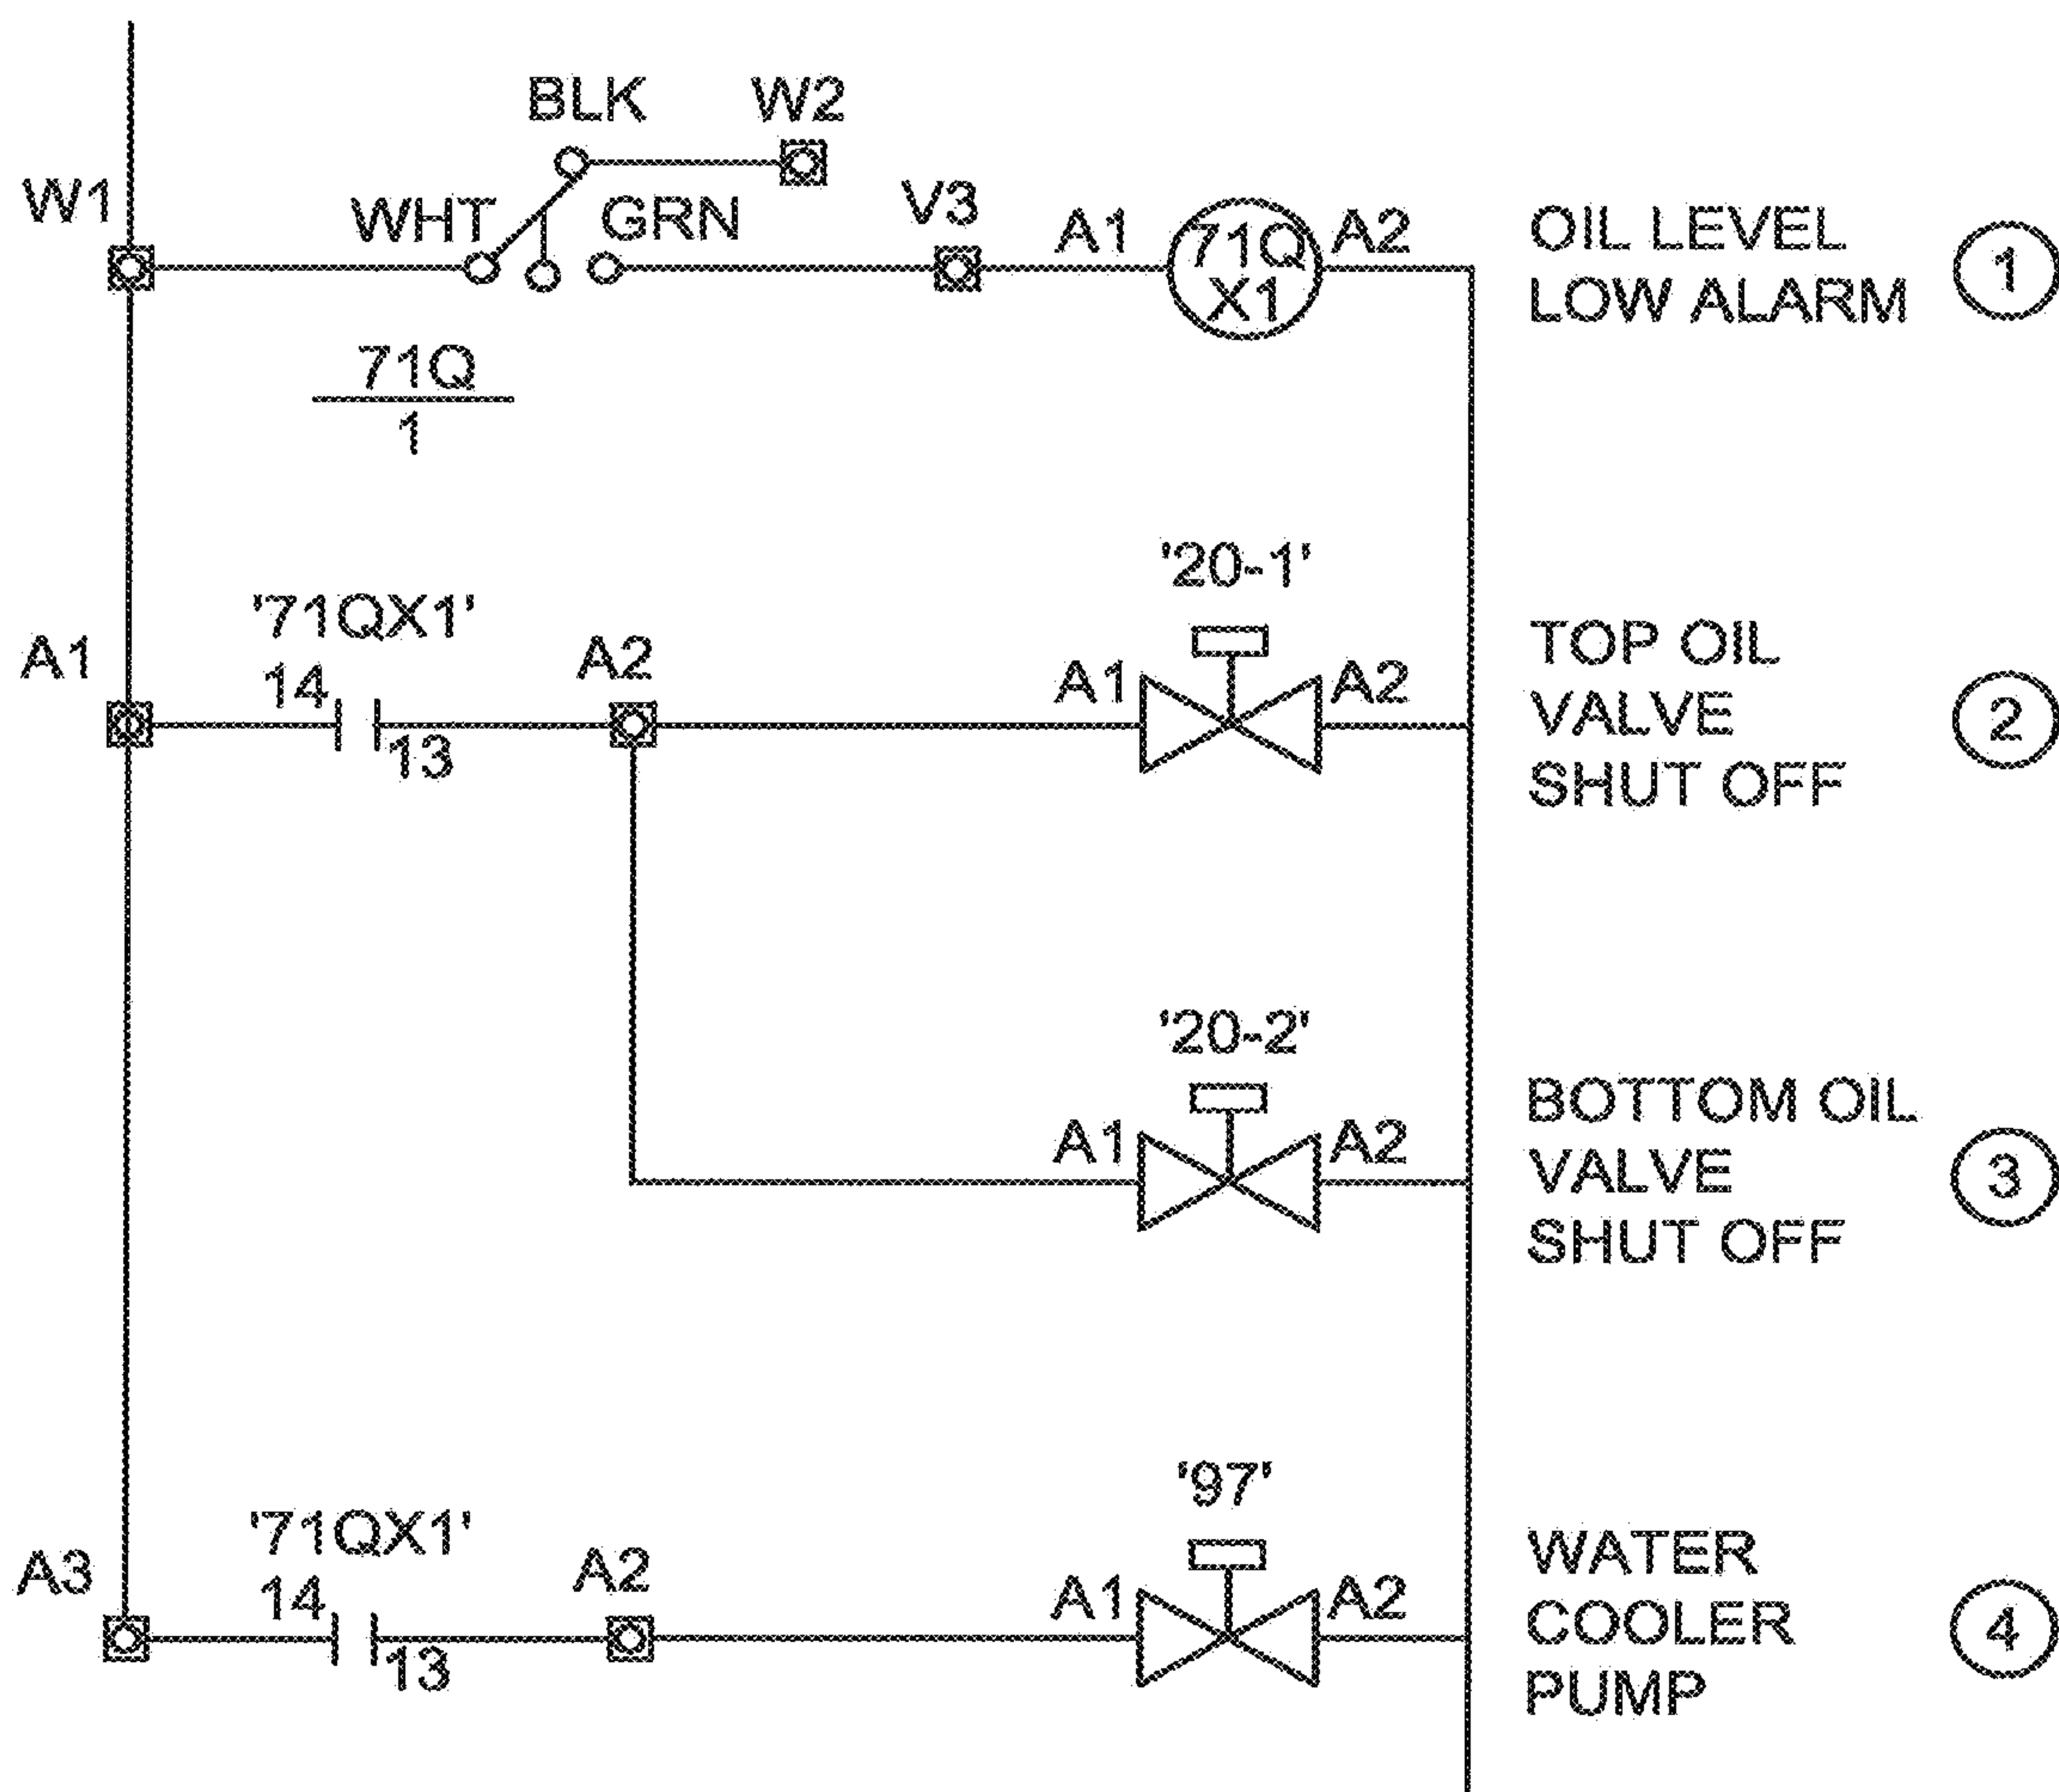 BLK W2
W1 WHT GRN V3 A1 71Q A2
X1
OIL LEVEL
LOW ALARM
1
71Q
1
'20-1'
'71QX1'
A1 14 A2 A1 A2
13
TOP OIL
VALVE
SHUT OFF
2
'20-2'
A1 A2
BOTTOM OIL
VALVE
SHUT OFF
3
'97'
'71QX1'
A3 14 A2 A1 A2
13
WATER
COOLER
PUMP
4